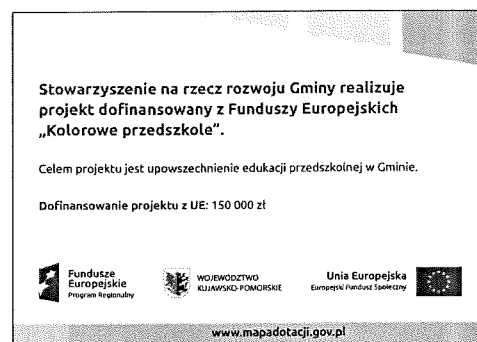 Stowarzyszenie na rzecz rozwoju Gminy realizuje
projekt dofinansowany z Funduszy Europejskich
„Kolorowe przedszkole”.
Celem projektu jest upowszechnienie edukacji przedszkolnej w Gminie.
Dofinansowanie projektu z UE: 150 000 zł
Fundusze
Europejskie
Program Regionalny
WOJEWÓDZTWO
KUJAWSKO-POMORSKIE
Unia Europejska
Europejski Fundusz Społeczny
www.mapadotacji.gov.pl